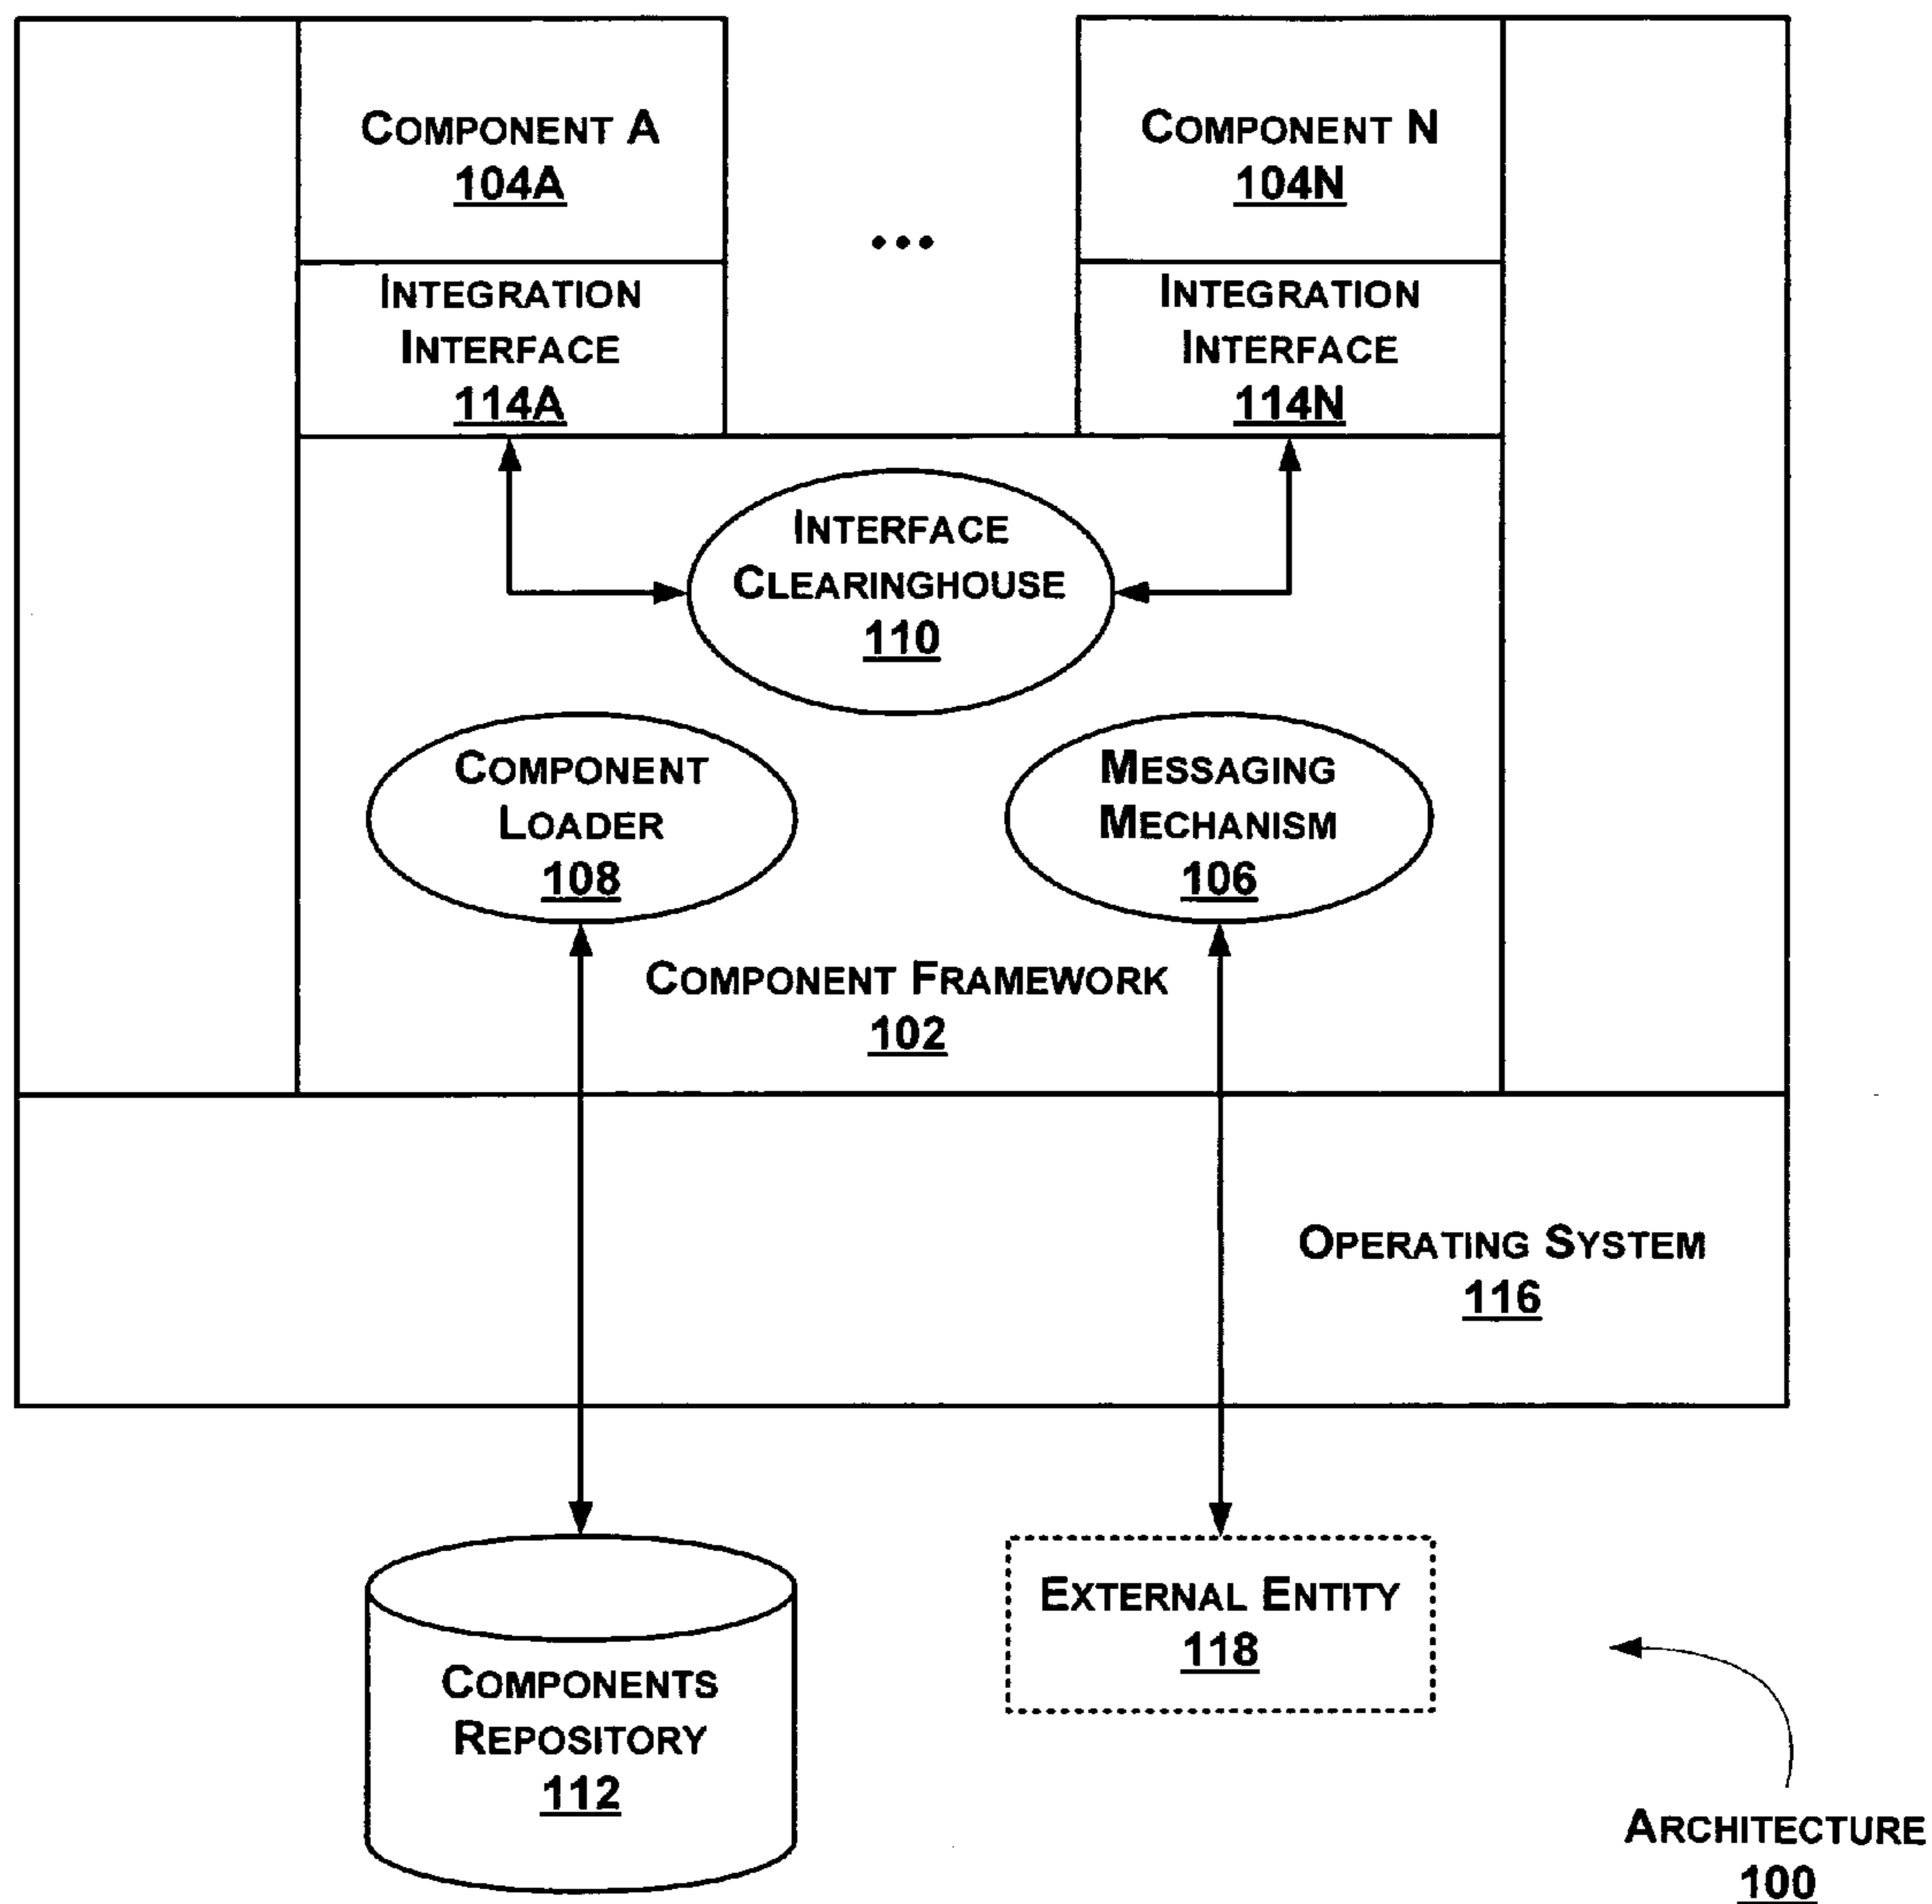 COMPONENT A
104A
COMPONENT N
104N
...
INTEGRATION
INTERFACE
114A
INTEGRATION
INTERFACE
114N
INTERFACE
CLEARINGHOUSE
110
COMPONENT
LOADER
108
MESSAGING
MECHANISM
106
COMPONENT FRAMEWORK
102
OPERATING SYSTEM
116
EXTERNAL ENTITY
118
COMPONENTS
REPOSITORY
112
ARCHITECTURE
100